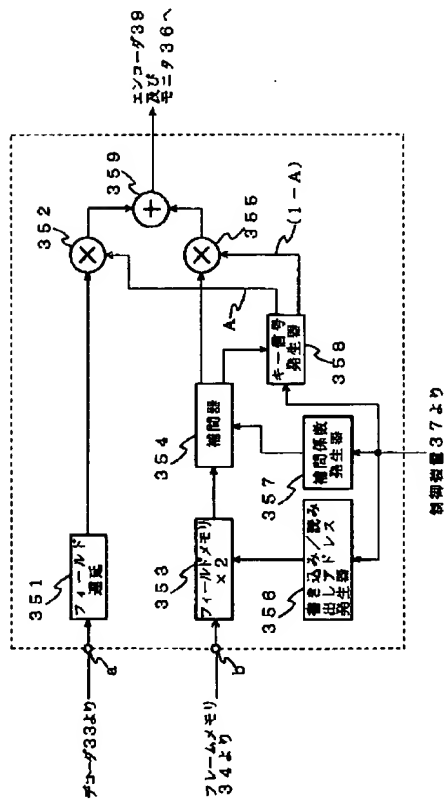 デコーダ33より
a
フィールド
遅延
351
352
エンコーダ39
及び
モニタ36へ
359
355
(1-A)
A
フレームメモリ
34より
b
フィールドメモリ
×2
353
補間器
354
キー信号
発生器
358
補間係数
発生器
357
書き込み/読み
出しアドレス
発生器
356
制御装置37より